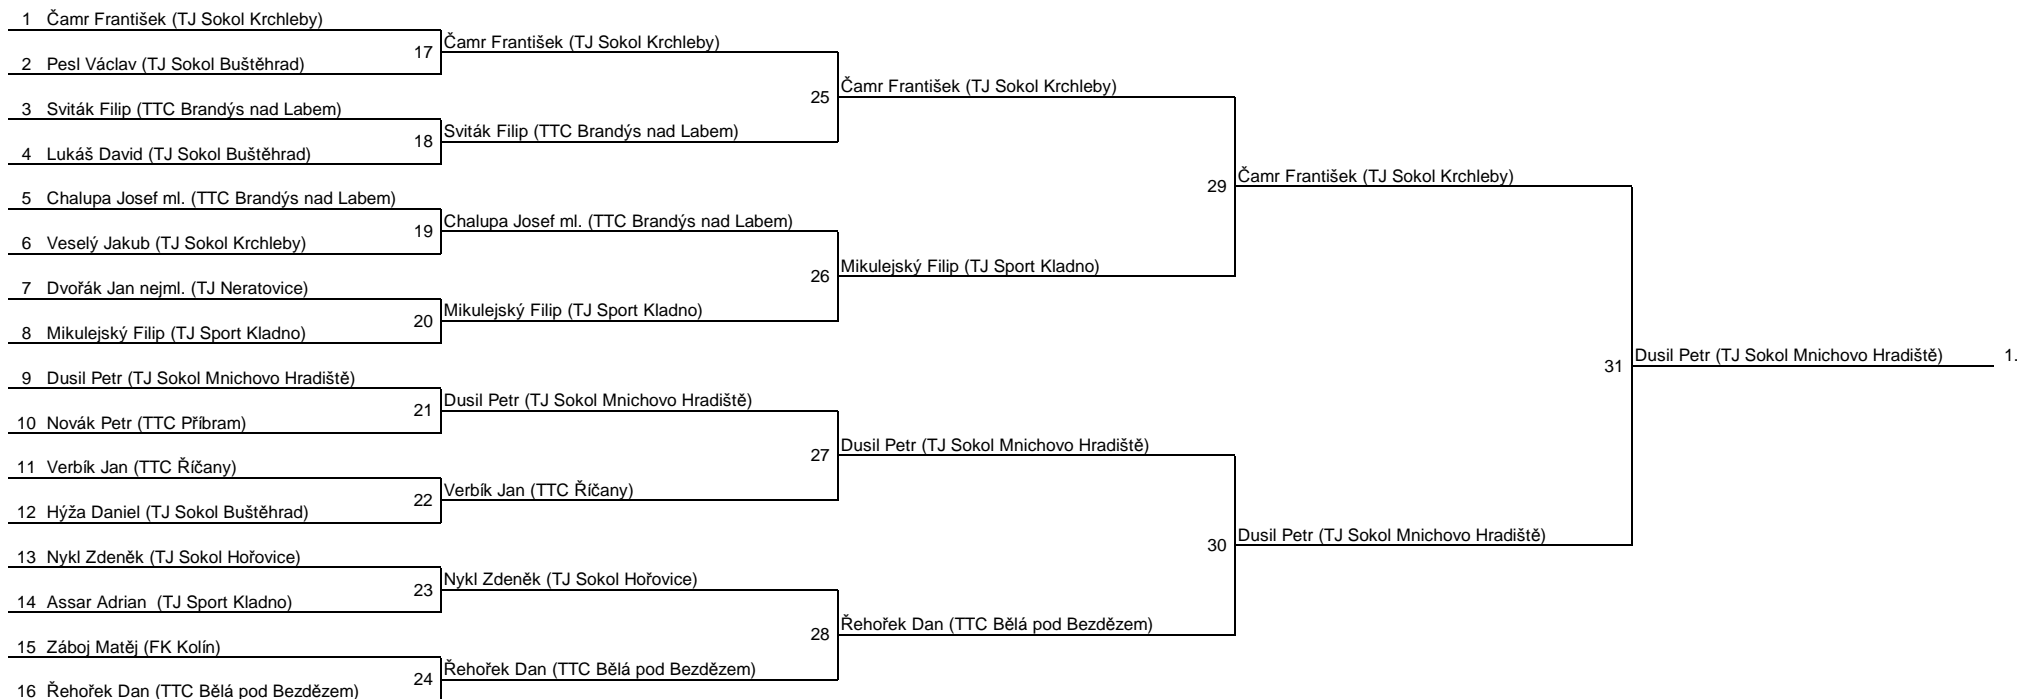 1 Čamr František (TJ Sokol Krchleby)
17 Čamr František (TJ Sokol Krchleby)
2 Pesl Václav (TJ Sokol Buštěhrad)
25 Čamr František (TJ Sokol Krchleby)
3 Sviták Filip (TTC Brandýs nad Labem)
18 Sviták Filip (TTC Brandýs nad Labem)
4 Lukáš David (TJ Sokol Buštěhrad)
29 Čamr František (TJ Sokol Krchleby)
5 Chalupa Josef ml. (TTC Brandýs nad Labem)
19 Chalupa Josef ml. (TTC Brandýs nad Labem)
6 Veselý Jakub (TJ Sokol Krchleby)
26 Mikulejský Filip (TJ Sport Kladno)
7 Dvořák Jan nejml. (TJ Neratovice)
20 Mikulejský Filip (TJ Sport Kladno)
8 Mikulejský Filip (TJ Sport Kladno)
31 Dusil Petr (TJ Sokol Mnichovo Hradiště) 1.
9 Dusil Petr (TJ Sokol Mnichovo Hradiště)
21 Dusil Petr (TJ Sokol Mnichovo Hradiště)
10 Novák Petr (TTC Příbram)
27 Dusil Petr (TJ Sokol Mnichovo Hradiště)
11 Verbík Jan (TTC Říčany)
22 Verbík Jan (TTC Říčany)
12 Hýža Daniel (TJ Sokol Buštěhrad)
30 Dusil Petr (TJ Sokol Mnichovo Hradiště)
13 Nykl Zdeněk (TJ Sokol Hořovice)
23 Nykl Zdeněk (TJ Sokol Hořovice)
14 Assar Adrian (TJ Sport Kladno)
28 Řehořek Dan (TTC Bělá pod Bezdězem)
15 Záboj Matěj (FK Kolín)
24 Řehořek Dan (TTC Bělá pod Bezdězem)
16 Řehořek Dan (TTC Bělá pod Bezdězem)